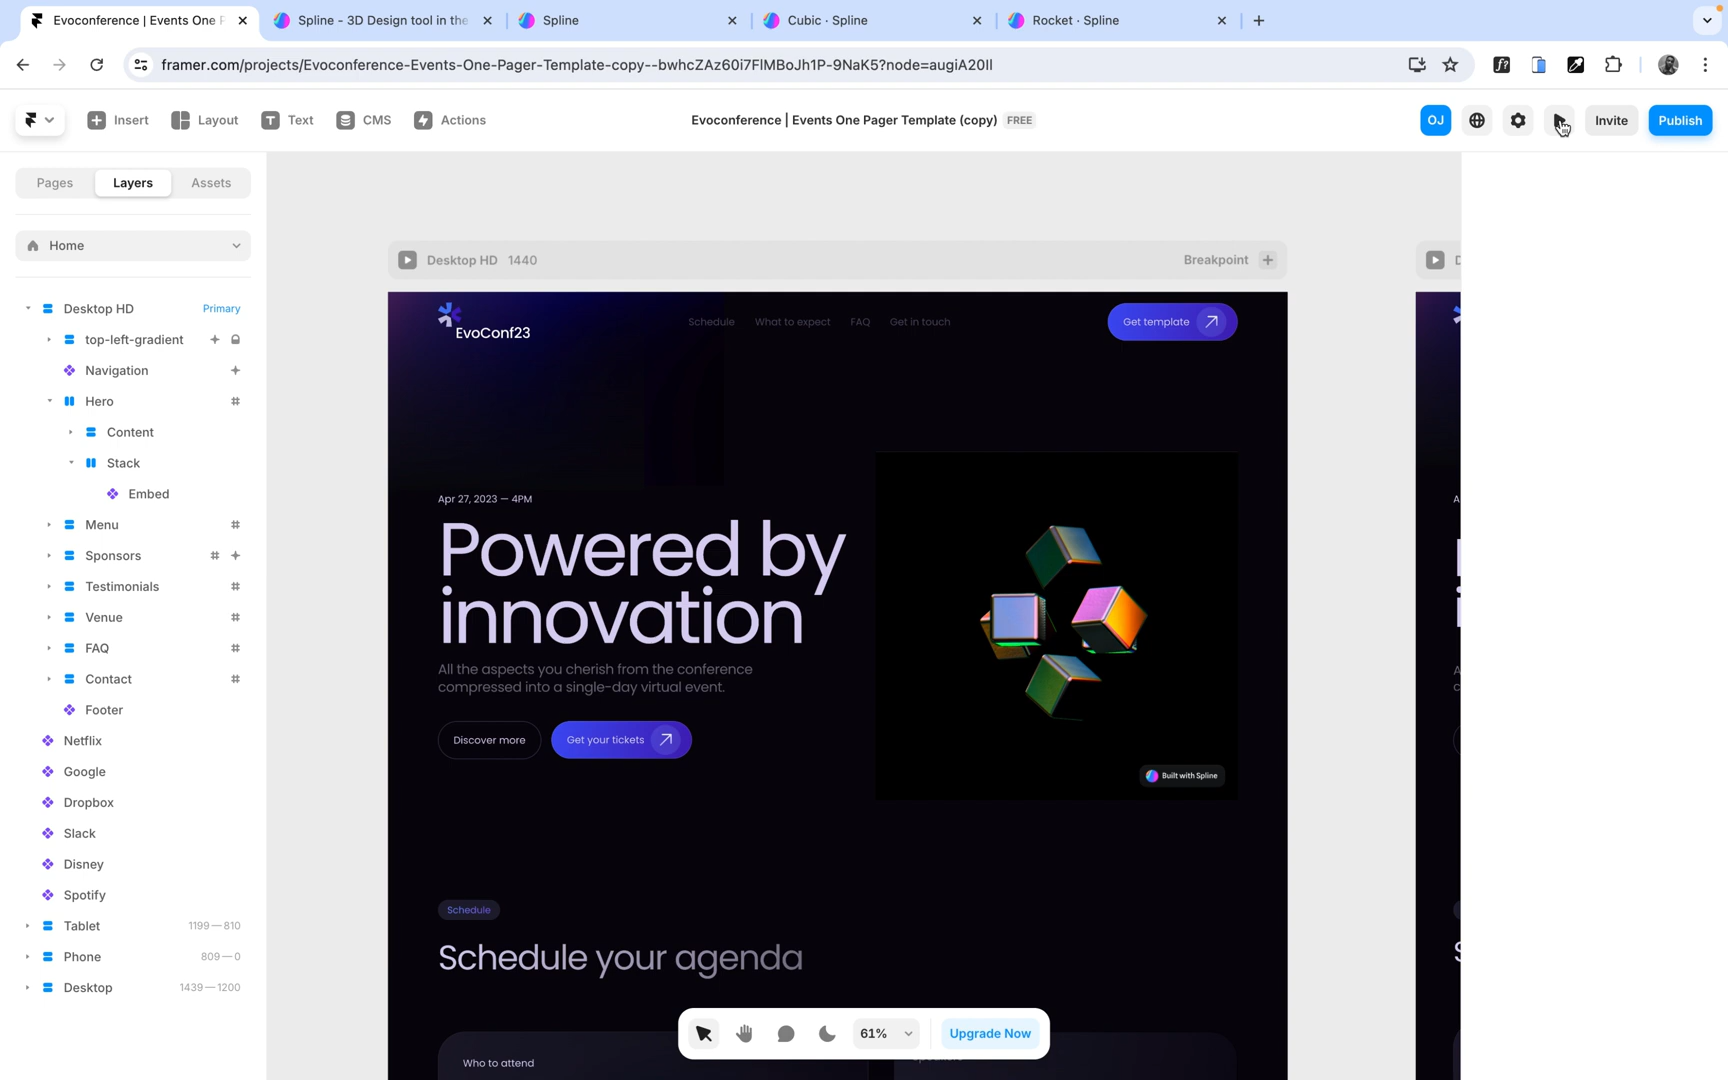 Evoconference | Events One P
Spline - 3D Design tool in the
Spline
Cubic · Spline
Rocket · Spline
framer.com/projects/Evoconference-Events-One-Pager-Template-copy--bwhcZAz60i7FlMBoJh1P-9NaK5?node=augiA20Il
Insert
Layout
Text
CMS
Actions
Evoconference | Events One Pager Template (copy) FREE
OJ
Invite
Publish
Pages
Layers
Assets
Home
Desktop HD Primary
top-left-gradient
Navigation
Hero
Content
Stack
Embed
Menu
Sponsors
Testimonials
Venue
FAQ
Contact
Footer
Netflix
Google
Dropbox
Slack
Disney
Spotify
Tablet 1199—810
Phone 809—0
Desktop 1439—1200
Desktop HD 1440
Breakpoint
EvoConf23
Schedule
What to expect
FAQ
Get in touch
Get template
Apr 27, 2023 — 4PM
Powered by
innovation
All the aspects you cherish from the conference
compressed into a single-day virtual event.
Discover more
Get your tickets
Built with Spline
Schedule
Schedule your agenda
Who to attend
61%
Upgrade Now